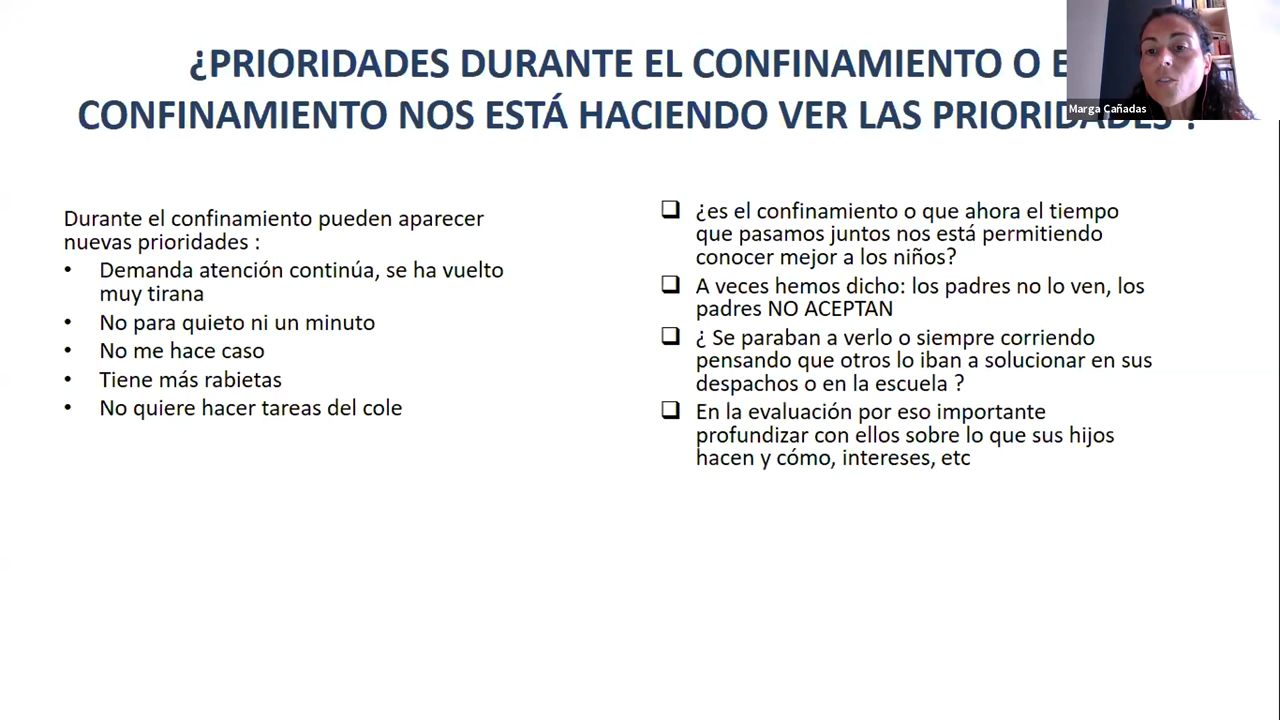 ¿PRIORIDADES DURANTE EL CONFINAMIENTO O E
CONFINAMIENTO NOS ESTÁ HACIENDO VER LAS PRIORIDADES ?
Marga Cañadas
Durante el confinamiento pueden aparecer
nuevas prioridades :
• Demanda atención continúa, se ha vuelto
muy tirana
• No para quieto ni un minuto
• No me hace caso
• Tiene más rabietas
• No quiere hacer tareas del cole
❑ ¿es el confinamiento o que ahora el tiempo
que pasamos juntos nos está permitiendo
conocer mejor a los niños?
❑ A veces hemos dicho: los padres no lo ven, los
padres NO ACEPTAN
❑ ¿ Se paraban a verlo o siempre corriendo
pensando que otros lo iban a solucionar en sus
despachos o en la escuela ?
❑ En la evaluación por eso importante
profundizar con ellos sobre lo que sus hijos
hacen y cómo, intereses, etc